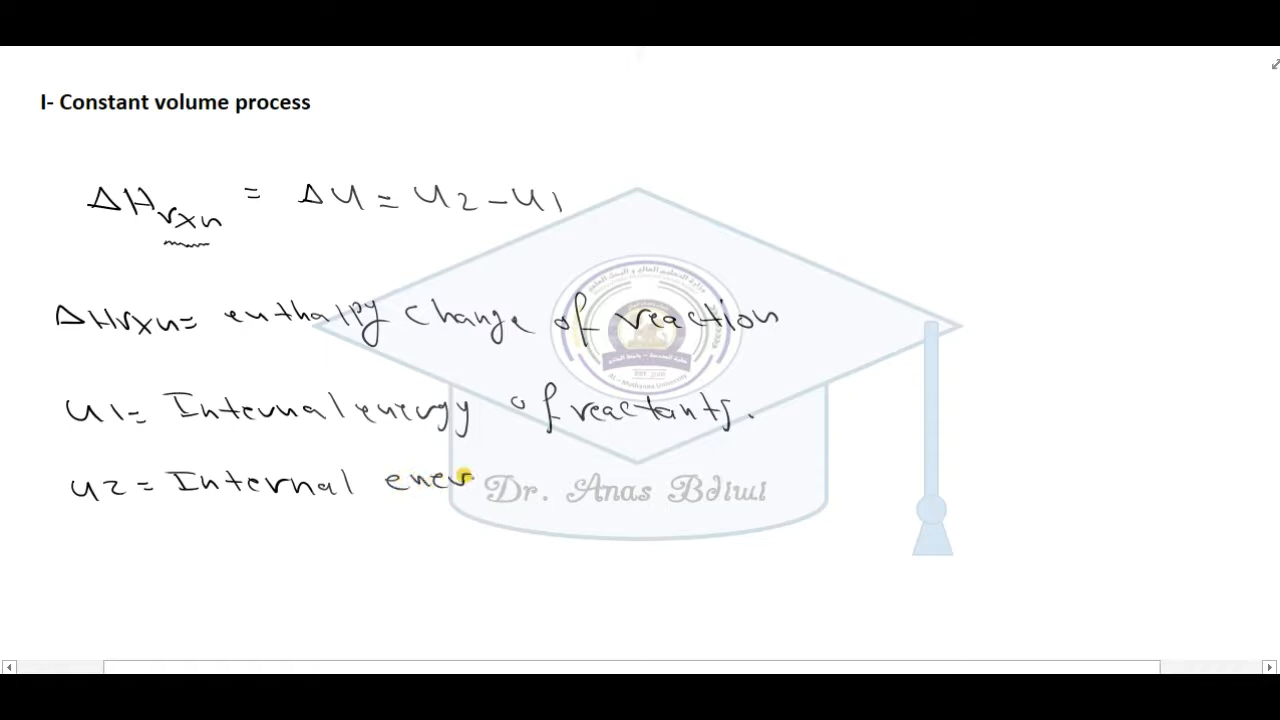 I- Constant volume process
ΔHrxn = ΔU = U2 - U1
ΔHrxn= enthalpy change of reaction
U1= Internal energy of reactants.
U2 = Internal ener
Dr. Anas